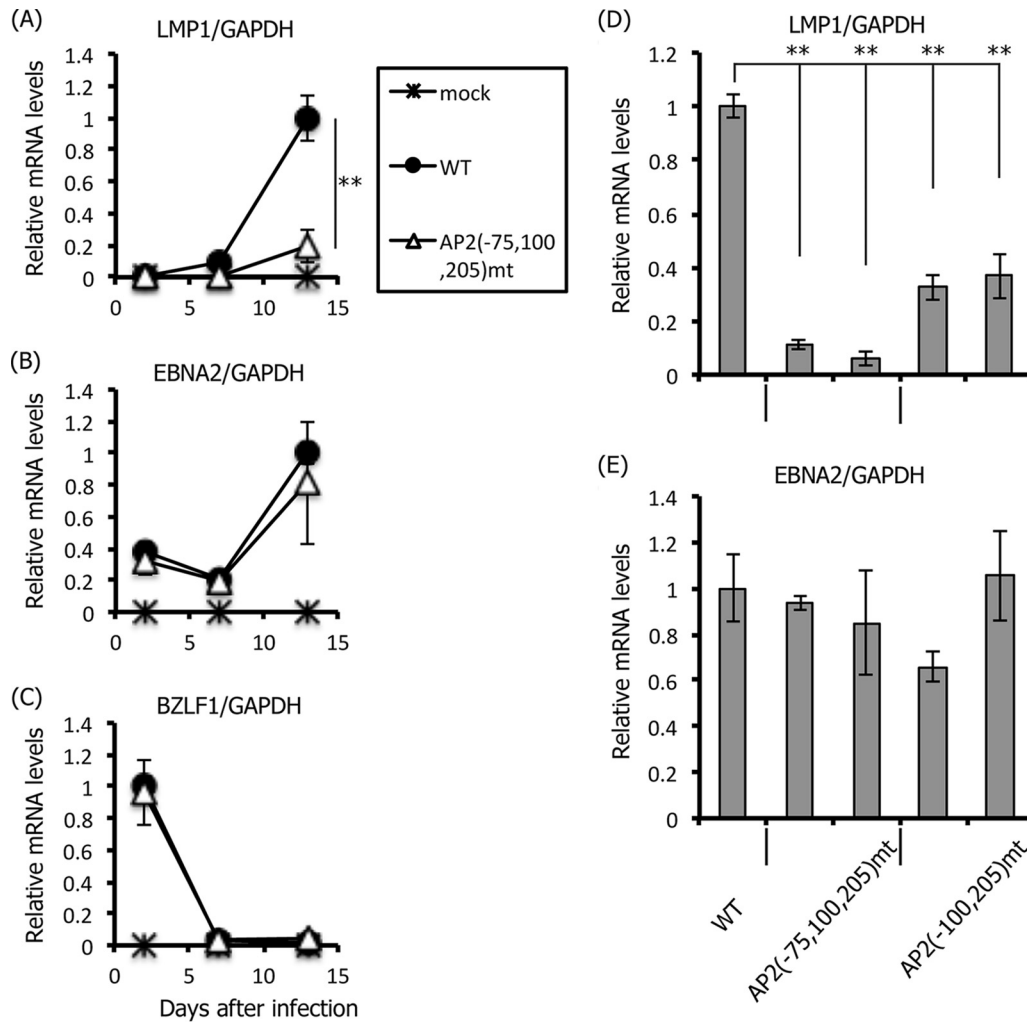 (A)
LMP1/GAPDH
Relative mRNA levels
1.4
1.2
1
0.8
0.6
0.4
0.2
0
0 5 10 15
**
mock
WT
AP2(-75,100
,205)mt
(B)
EBNA2/GAPDH
Relative mRNA levels
1.4
1.2
1
0.8
0.6
0.4
0.2
0
0 5 10 15
(C)
BZLF1/GAPDH
Relative mRNA levels
1.4
1.2
1
0.8
0.6
0.4
0.2
0
0 5 10 15
Days after infection
(D)
LMP1/GAPDH
** ** ** **
Relative mRNA levels
1.2
1
0.8
0.6
0.4
0.2
0
(E)
EBNA2/GAPDH
Relative mRNA levels
1.4
1.2
1
0.8
0.6
0.4
0.2
0
WT
AP2(-75,100,205)mt
AP2(-100,205)mt